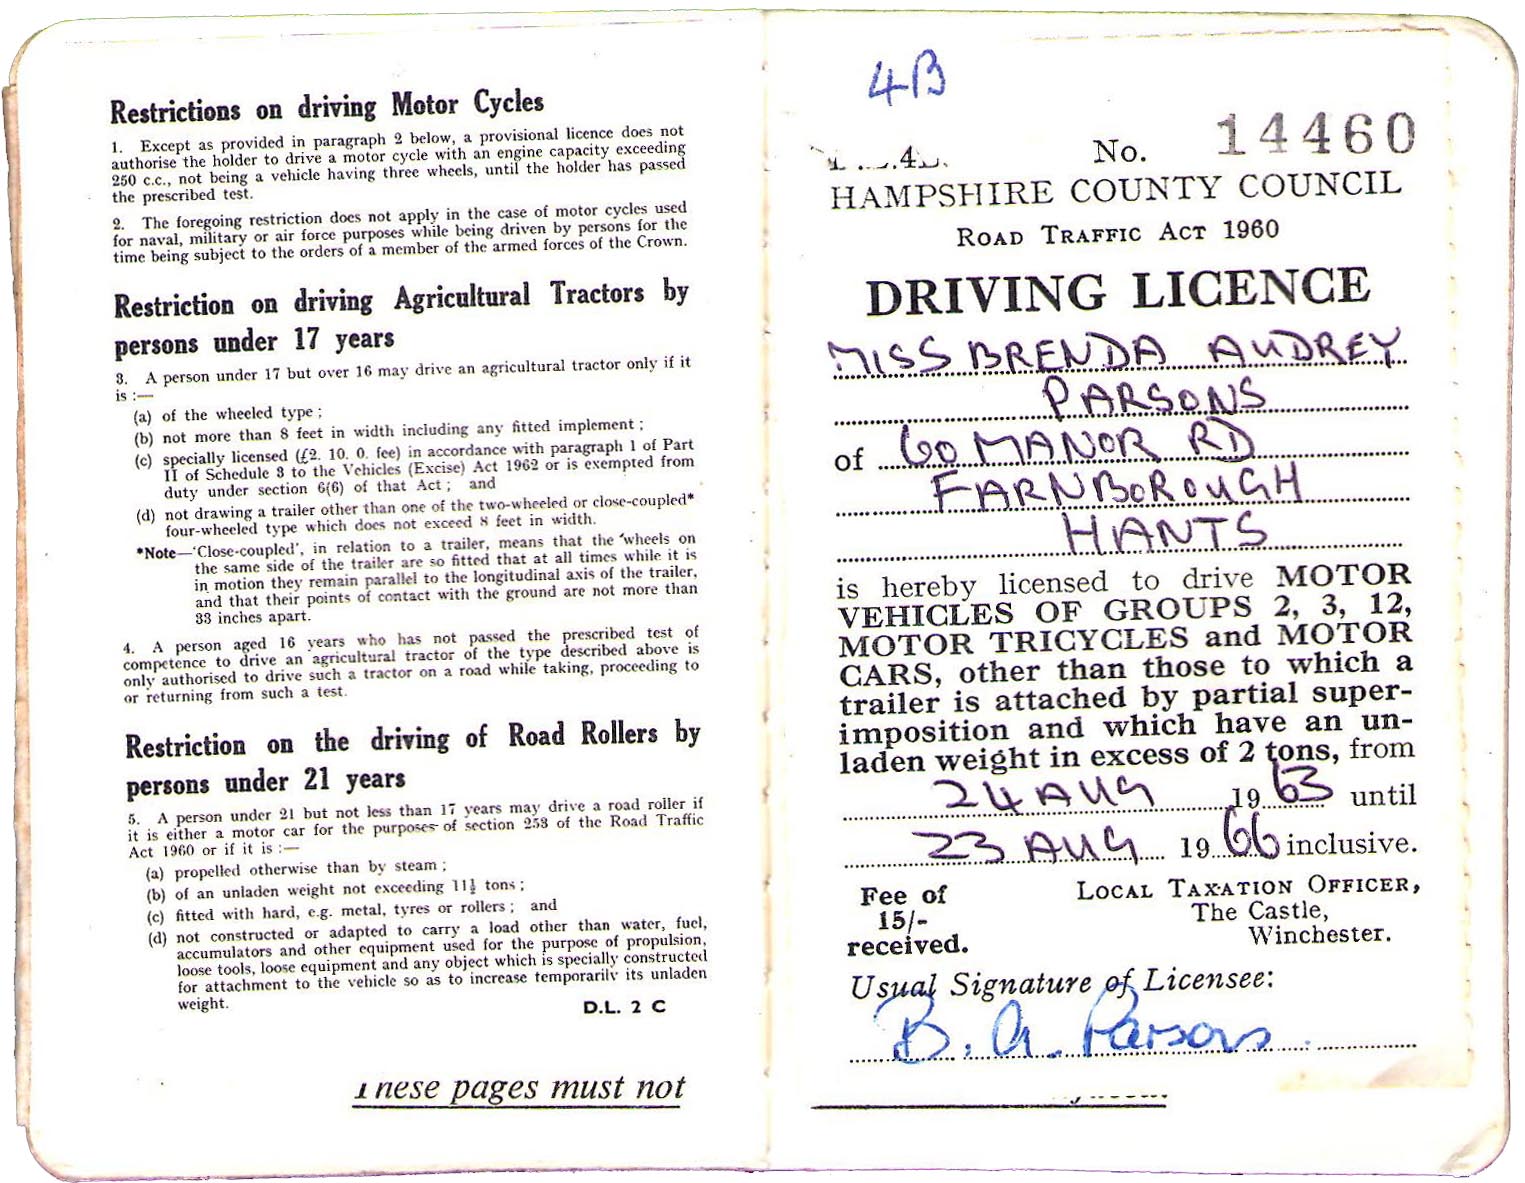 Restrictions on driving Motor Cycles
1. Except as provided in paragraph 2 below, a provisional licence does not
authorise the holder to drive a motor cycle with an engine capacity exceeding
250 c.c., not being a vehicle having three wheels, until the holder has passed
the prescribed test.
2. The foregoing restriction does not apply in the case of motor cycles used
for naval, military or air force purposes while being driven by persons for the
time being subject to the orders of a member of the armed forces of the Crown.
Restriction on driving Agricultural Tractors by
persons under 17 years
3. A person under 17 but over 16 may drive an agricultural tractor only if it
is :—
(a) of the wheeled type ;
(b) not more than 8 feet in width including any fitted implement ;
(c) specially licensed (£2. 10. 0. fee) in accordance with paragraph 1 of Part
II of Schedule 3 to the Vehicles (Excise) Act 1962 or is exempted from
duty under section 6(6) of that Act ; and
(d) not drawing a trailer other than one of the two-wheeled or close-coupled*
four-wheeled type which does not exceed 8 feet in width.
*Note—'Close-coupled', in relation to a trailer, means that the wheels on
the same side of the trailer are so fitted that at all times while it is
in motion they remain parallel to the longitudinal axis of the trailer,
and that their points of contact with the ground are not more than
33 inches apart.
4. A person aged 16 years who has not passed the prescribed test of
competence to drive an agricultural tractor of the type described above is
only authorised to drive such a tractor on a road while taking, proceeding to
or returning from such a test.
Restriction on the driving of Road Rollers by
persons under 21 years
5. A person under 21 but not less than 17 years may drive a road roller if
it is either a motor car for the purposes of section 253 of the Road Traffic
Act 1960 or if it is :—
(a) propelled otherwise than by steam ;
(b) of an unladen weight not exceeding 11½ tons ;
(c) fitted with hard, e.g. metal, tyres or rollers ; and
(d) not constructed or adapted to carry a load other than water, fuel,
accumulators and other equipment used for the purpose of propulsion,
loose tools, loose equipment and any object which is specially constructed
for attachment to the vehicle so as to increase temporarily its unladen
weight.
D.L. 2 C
These pages must not
4B
No. 14460
HAMPSHIRE COUNTY COUNCIL
ROAD TRAFFIC ACT 1960
DRIVING LICENCE
MISS BRENDA AUDREY
PARSONS
of 60 MANOR RD
FARNBOROUGH
HANTS
is hereby licensed to drive MOTOR
VEHICLES OF GROUPS 2, 3, 12,
MOTOR TRICYCLES and MOTOR
CARS, other than those to which a
trailer is attached by partial super-
imposition and which have an un-
laden weight in excess of 2 tons, from
24 AUG 1963 until
23 AUG 1966 inclusive.
Fee of
15/-
received.
LOCAL TAXATION OFFICER,
The Castle,
Winchester.
Usual Signature of Licensee:
B. A. Parsons